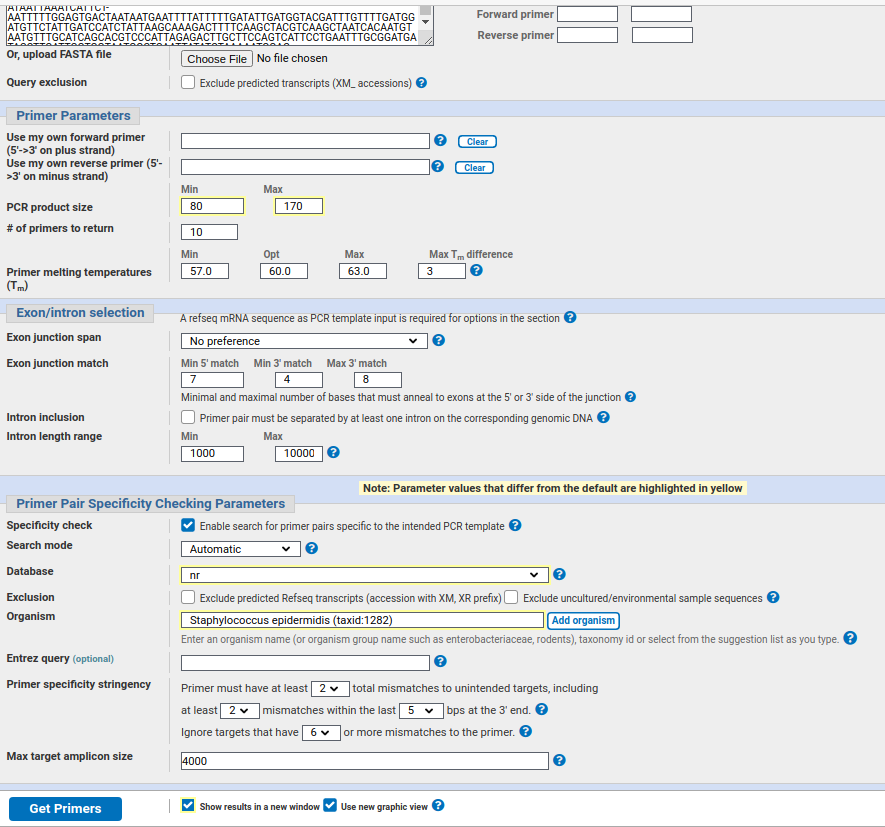 AATTTTTGGAGTGACTAATAATGAATTTTATTTTTGATATTGATGGTACGATTTGTTTTGATGG
ATGTTCTATTGATCCATCTATTAAGCAAAGACTTTTCAAGCTACGTCAAGCTAATCACAATGT
AATGTTTGCATCAGCACGTCCCATTAGAGACTTGCTTCCAGTCATTCCTGAATTTGCGGATGA
Forward primer
Reverse primer
Or, upload FASTA file Choose File No file chosen
Query exclusion Exclude predicted transcripts (XM_ accessions) ?
Primer Parameters
Use my own forward primer
(5'->3' on plus strand) ? Clear
Use my own reverse primer (5'-
>3' on minus strand) ? Clear
Min Max
PCR product size 80 170
# of primers to return 10
Min Opt Max Max Tm difference
Primer melting temperatures
(Tm) 57.0 60.0 63.0 3 ?
Exon/intron selection
A refseq mRNA sequence as PCR template input is required for options in the section ?
Exon junction span No preference ?
Exon junction match Min 5' match Min 3' match Max 3' match
7 4 8
Minimal and maximal number of bases that must anneal to exons at the 5' or 3' side of the junction ?
Intron inclusion Primer pair must be separated by at least one intron on the corresponding genomic DNA ?
Intron length range Min Max
1000 10000 ?
Note: Parameter values that differ from the default are highlighted in yellow
Primer Pair Specificity Checking Parameters
Specificity check Enable search for primer pairs specific to the intended PCR template ?
Search mode Automatic ?
Database nr ?
Exclusion Exclude predicted Refseq transcripts (accession with XM, XR prefix) Exclude uncultured/environmental sample sequences ?
Organism Staphylococcus epidermidis (taxid:1282) Add organism
Enter an organism name (or organism group name such as enterobacteriaceae, rodents), taxonomy id or select from the suggestion list as you type. ?
Entrez query (optional) ?
Primer specificity stringency Primer must have at least 2 total mismatches to unintended targets, including
at least 2 mismatches within the last 5 bps at the 3' end. ?
Ignore targets that have 6 or more mismatches to the primer. ?
Max target amplicon size 4000 ?
Get Primers Show results in a new window Use new graphic view ?